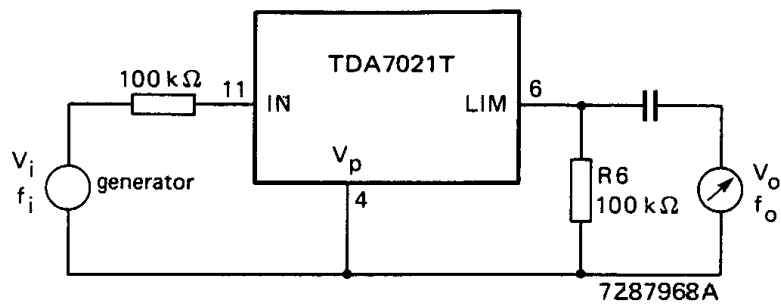 TDA7021T
100 kΩ
11
IN
LIM
6
V_p
4
V_i
f_i
generator
R6
100 kΩ
V_o
f_o
7Z87968A